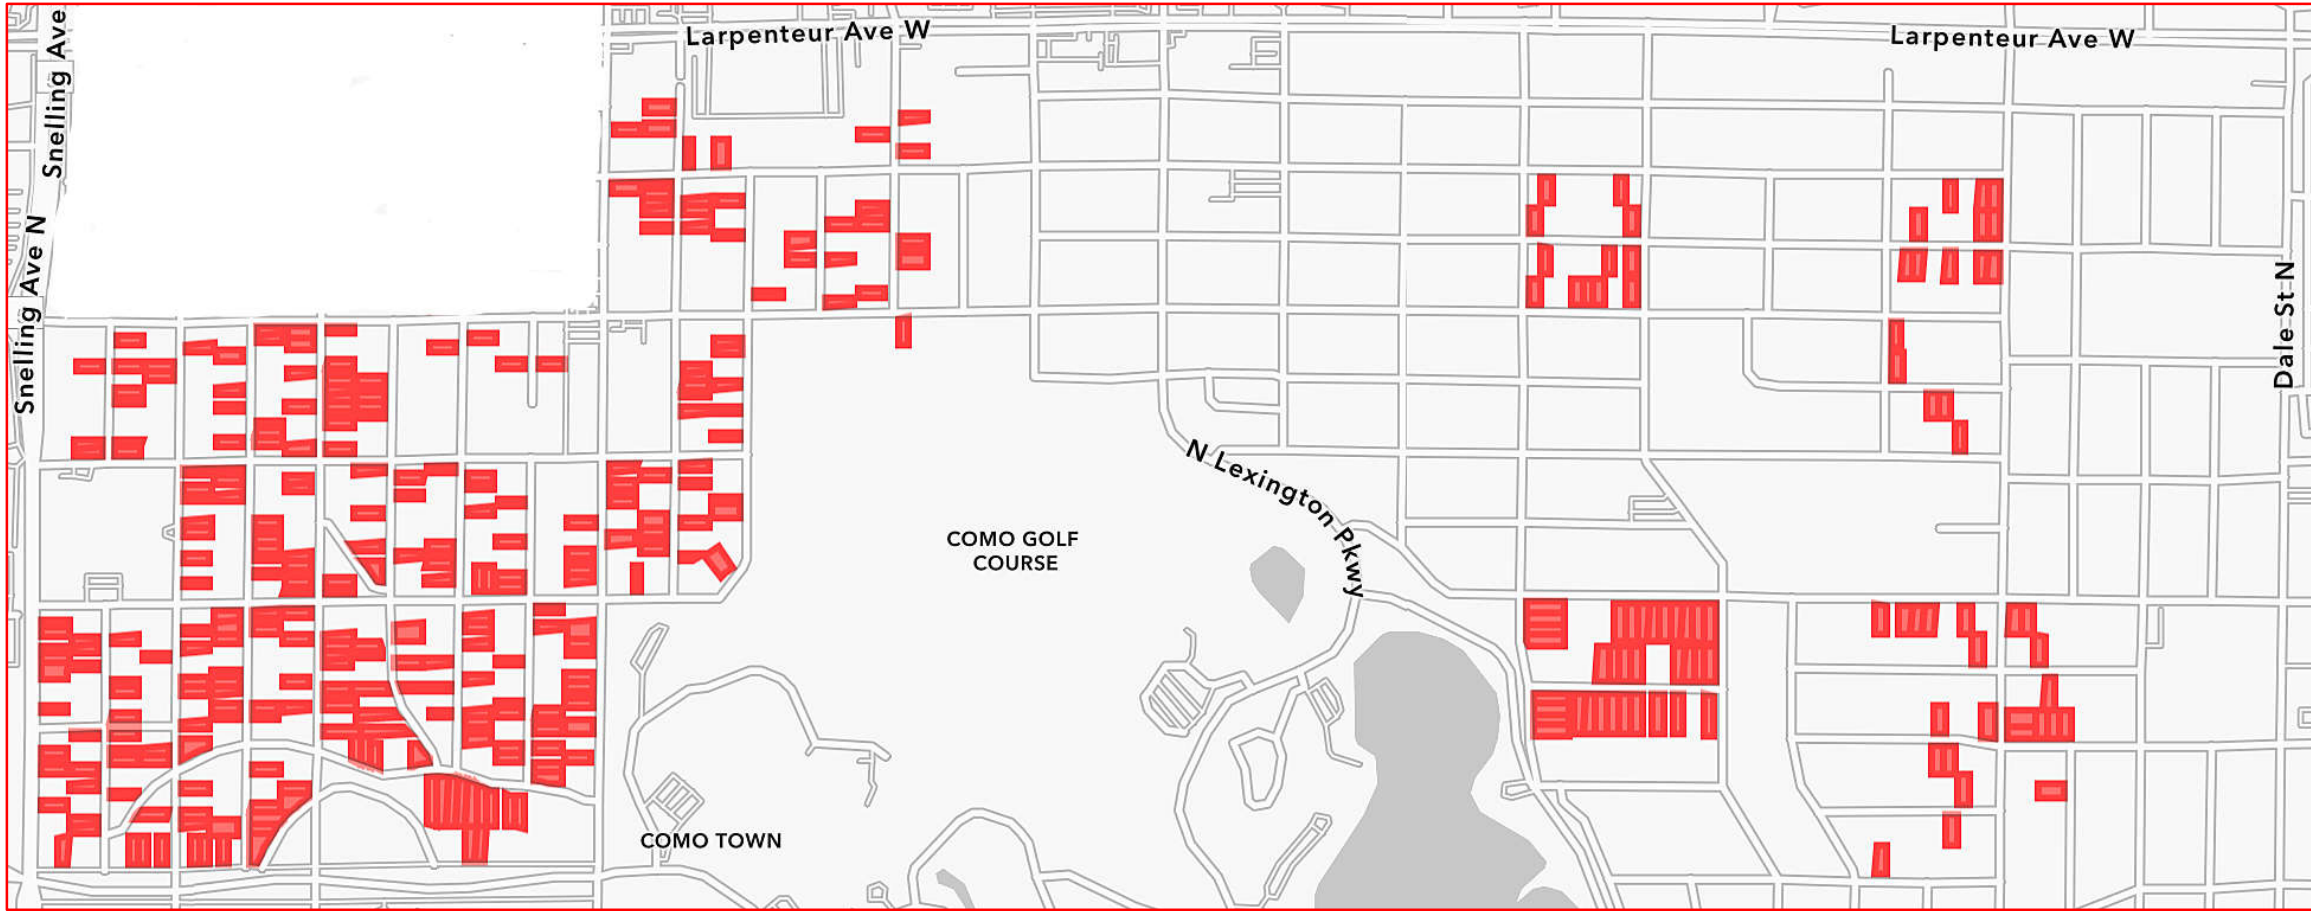 Snelling Ave
Larpenteur Ave W
Larpenteur Ave W
Snelling Ave N
Dale St N
N Lexington Pkwy
COMO GOLF
COURSE
COMO TOWN